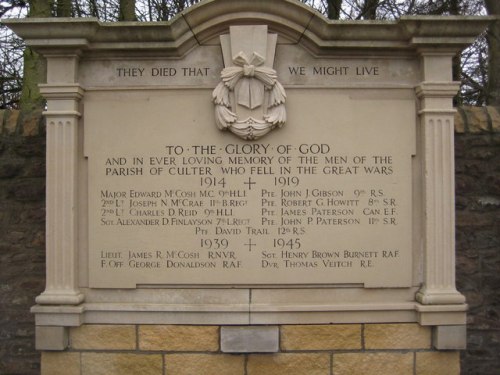 THEY DIED THAT WE MIGHT LIVE
TO · THE · GLORY · OF · GOD
AND IN EVER LOVING MEMORY OF THE MEN OF THE
PARISH OF CULTER WHO FELL IN THE GREAT WARS
1914 + 1919
MAJOR EDWARD McCOSH M.C. 9TH H.L.I. PTE. JOHN J. GIBSON 9TH R.S.
2ND LT JOSEPH N. McCRAE 11TH B. REGT PTE. ROBERT G. HOWITT 8TH S.R.
2ND LT CHARLES D. REID 9TH H.L.I. PTE. JAMES PATERSON CAN. E.F.
SGT. ALEXANDER D. FINLAYSON 7TH L. REGT PTE. JOHN P. PATERSON 11TH S.R.
PTE DAVID TRAIL 12TH R.S.
1939 + 1945
LIEUT. JAMES R. McCOSH R.N.V.R. SGT. HENRY BROWN BURNETT R.A.F.
F. OFF. GEORGE DONALDSON R.A.F. DVR. THOMAS VEITCH R.E.